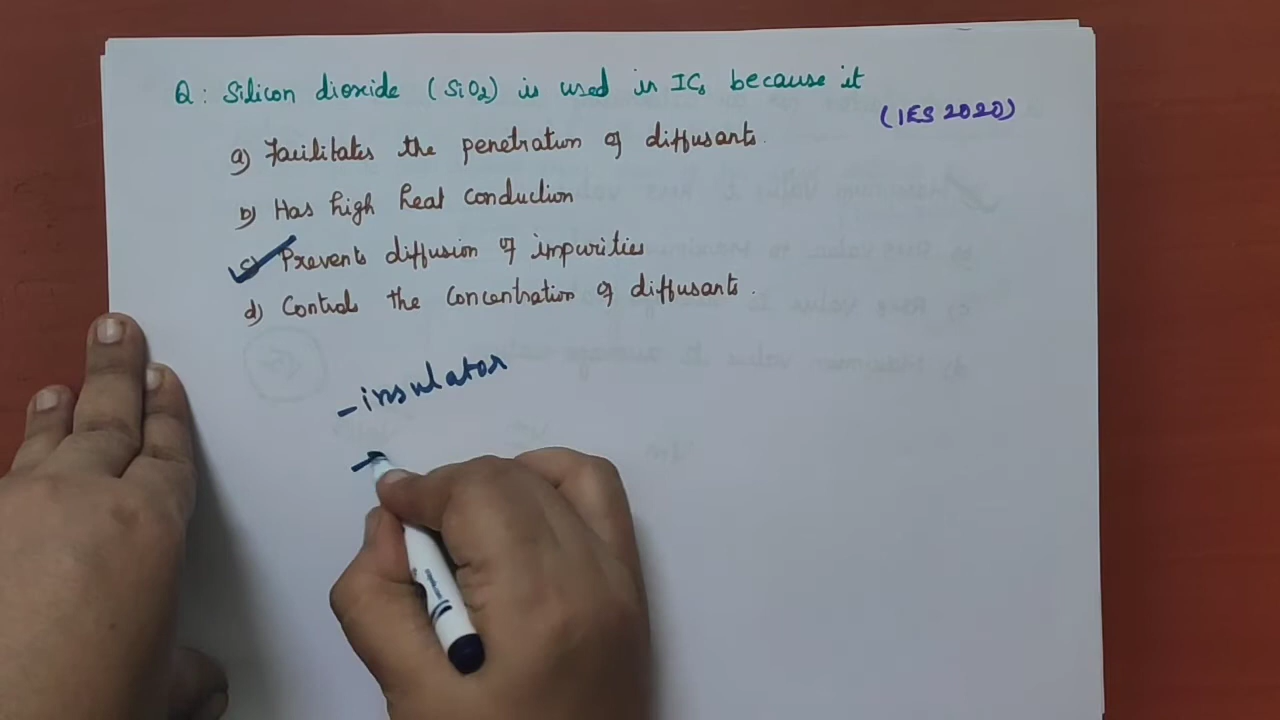 Q: Silicon dioxide (SiO2) is used in ICs because it
(IES 2020)
a) Facilitates the penetration of diffusants.
b) Has high heat conduction
c) Prevents diffusion of impurities
d) Controls the concentration of diffusants.
- insulator
-